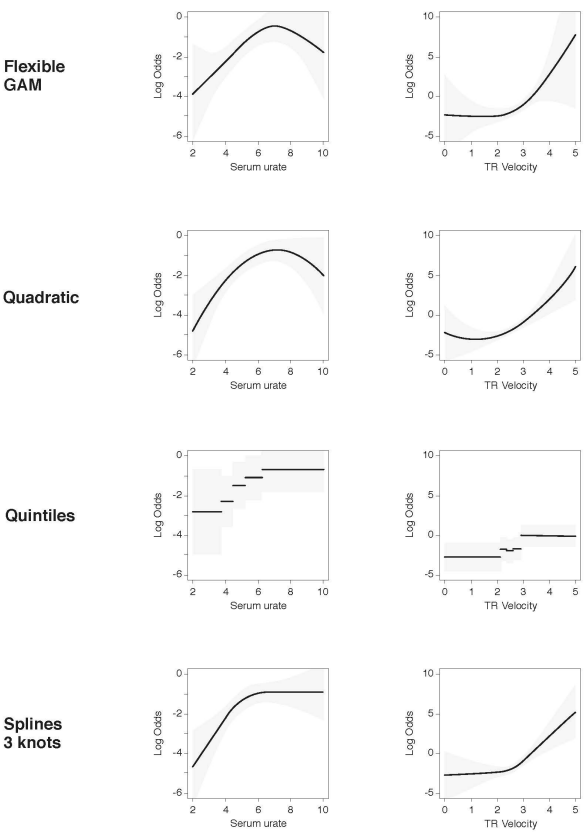 Flexible
GAM
Log Odds
0
-2
-4
-6
2 4 6 8 10
Serum urate
Log Odds
10
5
0
-5
0 1 2 3 4 5
TR Velocity
Quadratic
Log Odds
0
-2
-4
-6
2 4 6 8 10
Serum urate
Log Odds
10
5
0
-5
0 1 2 3 4 5
TR Velocity
Quintiles
Log Odds
0
-2
-4
-6
2 4 6 8 10
Serum urate
Log Odds
10
5
0
-5
0 1 2 3 4 5
TR Velocity
Splines
3 knots
Log Odds
0
-2
-4
-6
2 4 6 8 10
Serum urate
Log Odds
10
5
0
-5
0 1 2 3 4 5
TR Velocity